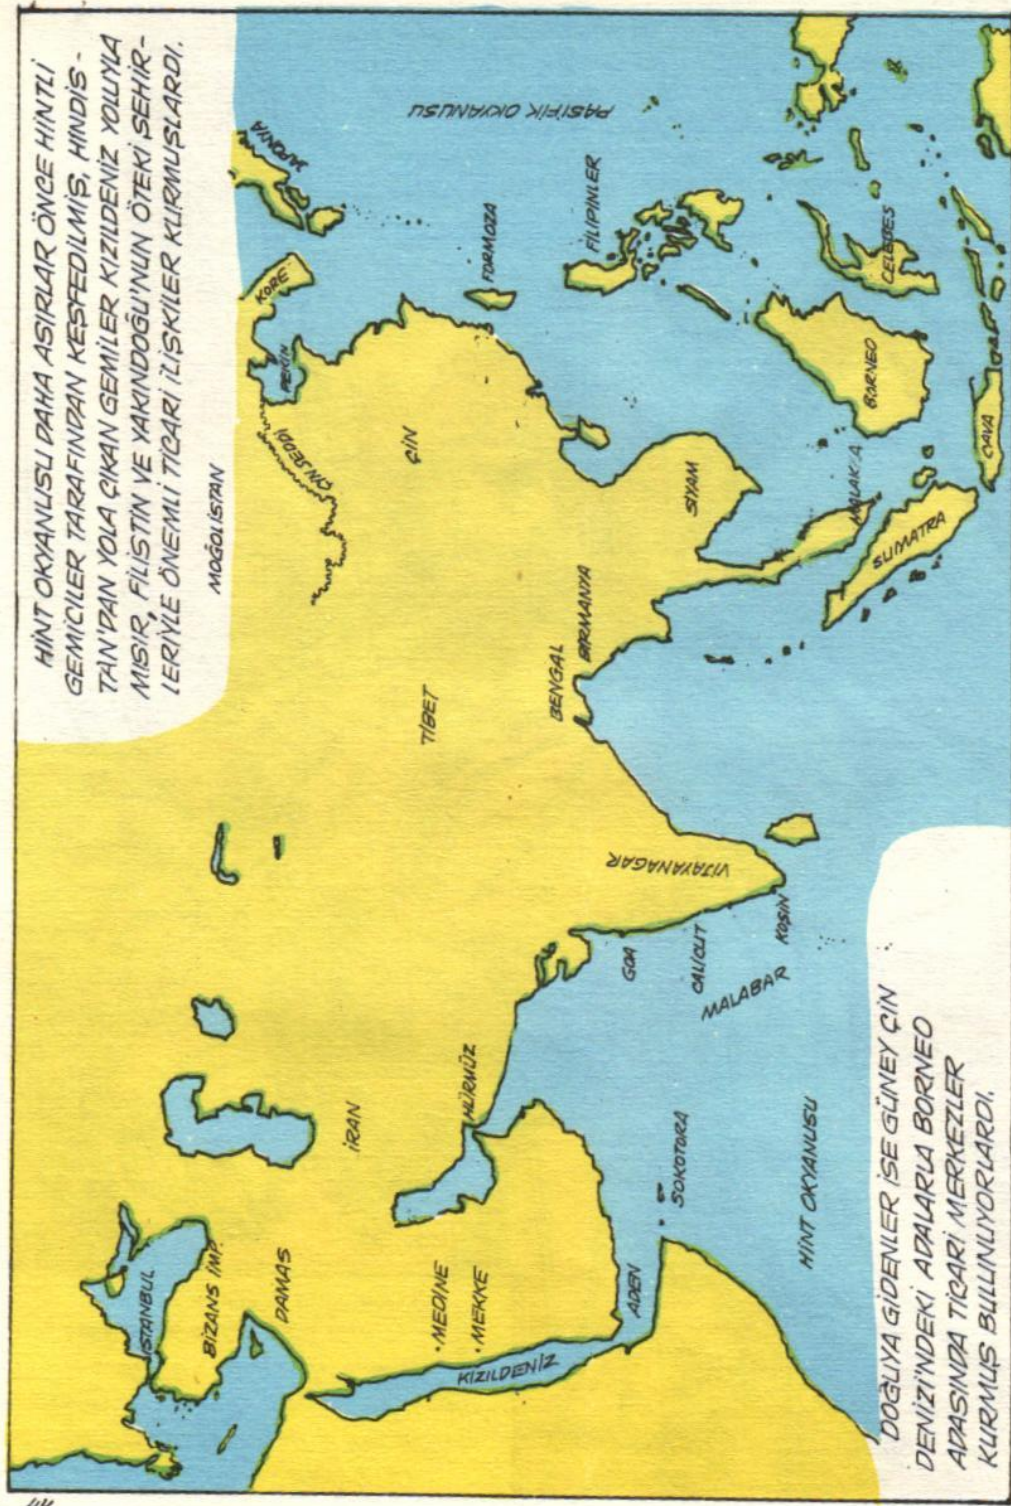 HİNT OKYANUSU DAHA ASIRLAR ÖNCE HİNTLİ
GEMİCİLER TARAFINDAN KEŞFEDİLMİŞ, HİNDİS-
TAN'DAN YOLA ÇIKAN GEMİLER KIZILDENİZ YOLUYLA
MISIR, FİLİSTİN VE YAKINDOĞU'NUN ÖTEKİ ŞEHİR-
LERİYLE ÖNEMLİ TİCARİ İLİŞKİLER KURMUŞLARDI.
MOĞOLİSTAN
JAPONYA
KORE
PEKİN
ÇİN SEDDİ
ÇİN
PASİFİK OKYANUSU
FORMOZA
FİLİPİNLER
TİBET
BENGAL
BİRMANYA
SİYAM
MALAKA
BORNEO
CELEBES
SUMATRA
CAVA
İSTANBUL
BİZANS İMP.
DAMAS
İRAN
HÜRMÜZ
MEDİNE
MEKKE
KIZILDENİZ
ADEN
SOKOTORA
VİJAYANAGAR
GOA
CALICUT
KOŞİN
MALABAR
HİNT OKYANUSU
DOĞUYA GİDENLER İSE GÜNEY ÇİN
DENİZİ'NDEKİ ADALARLA BORNEO
ADASINDA TİCARİ MERKEZLER
KURMUŞ BULUNUYORLARDI.